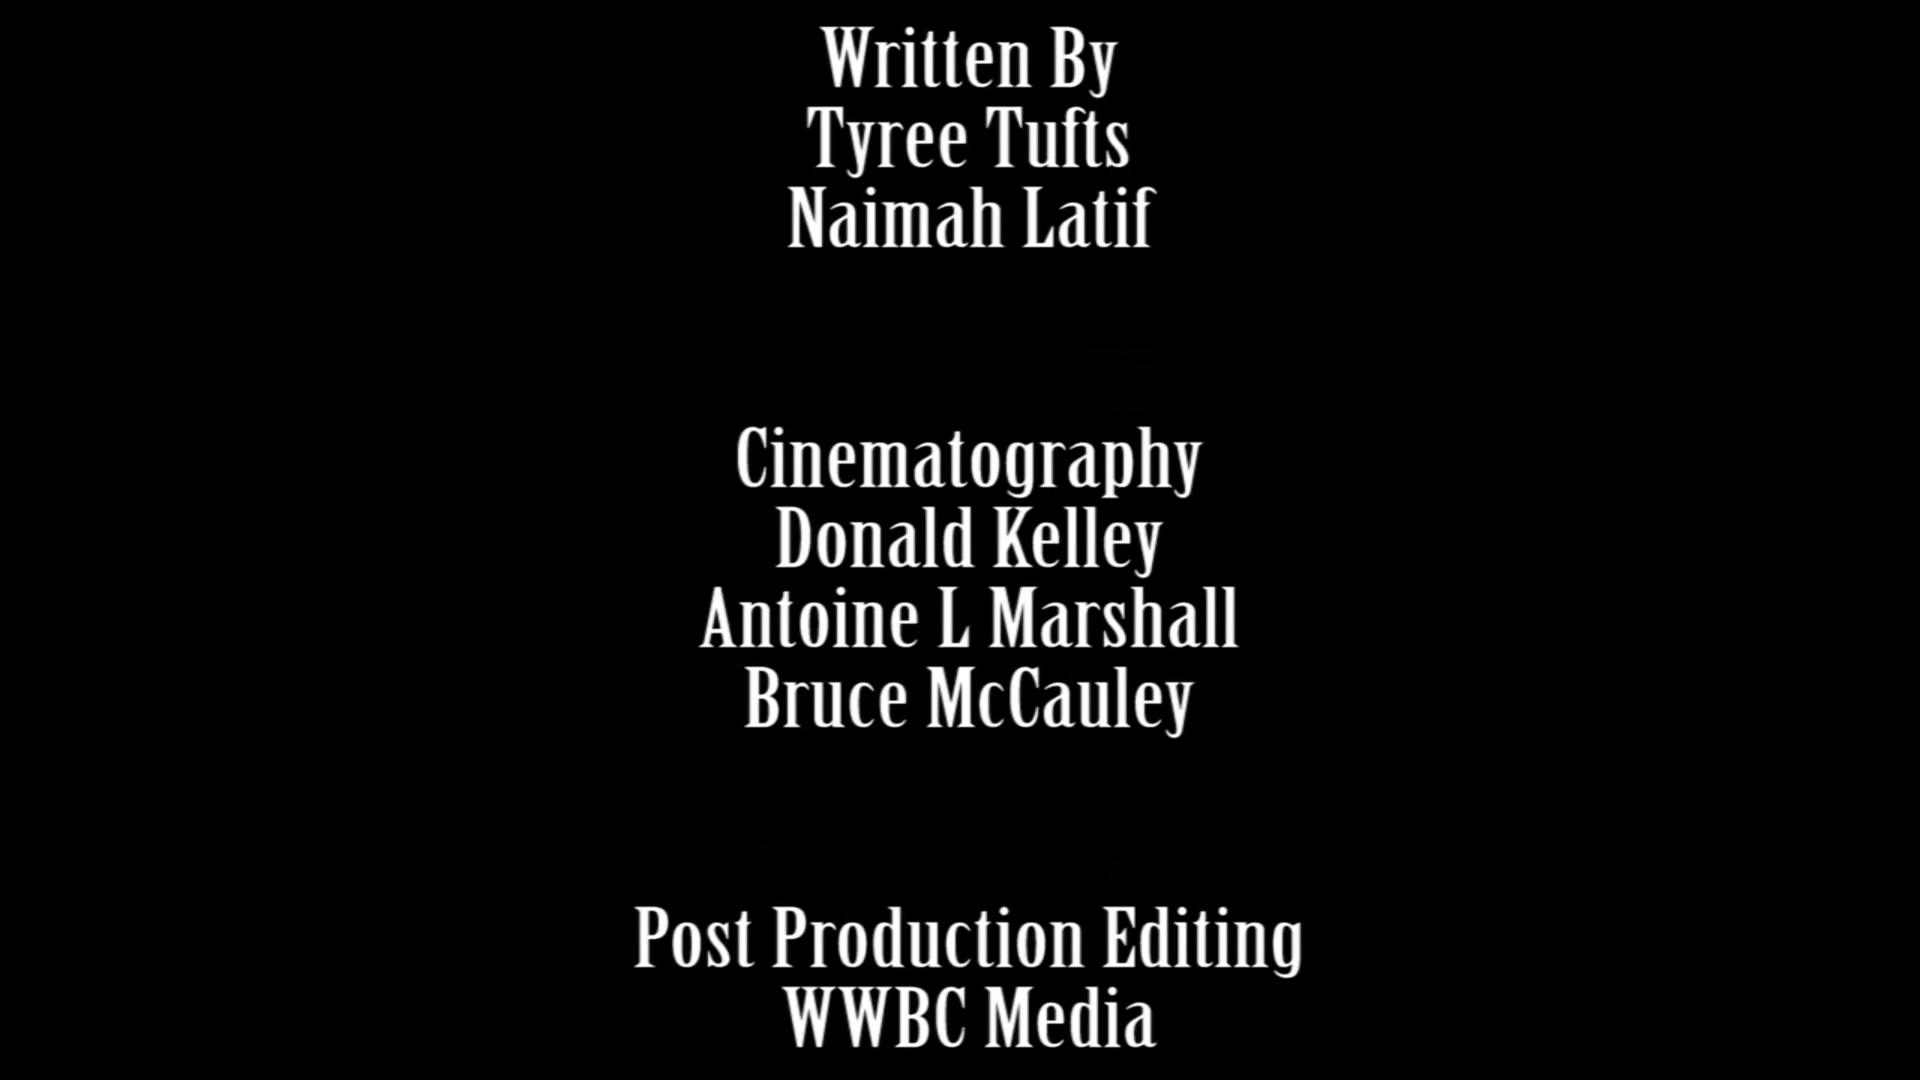 Written By
Tyree Tufts
Naimah Latif
Cinematography
Donald Kelley
Antoine L Marshall
Bruce McCauley
Post Production Editing
WWBC Media